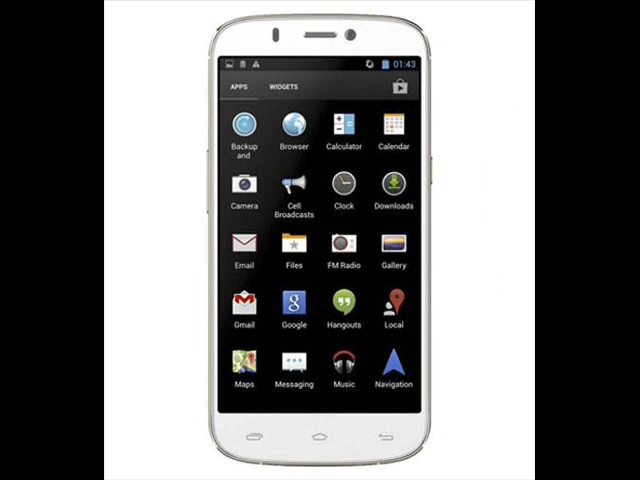 01:43
APPS WIDGETS
Backup and
Browser
Calculator
Calendar
Camera
Cell Broadcasts
Clock
Downloads
Email
Files
FM Radio
Gallery
Gmail
Google
Hangouts
Local
Maps
Messaging
Music
Navigation